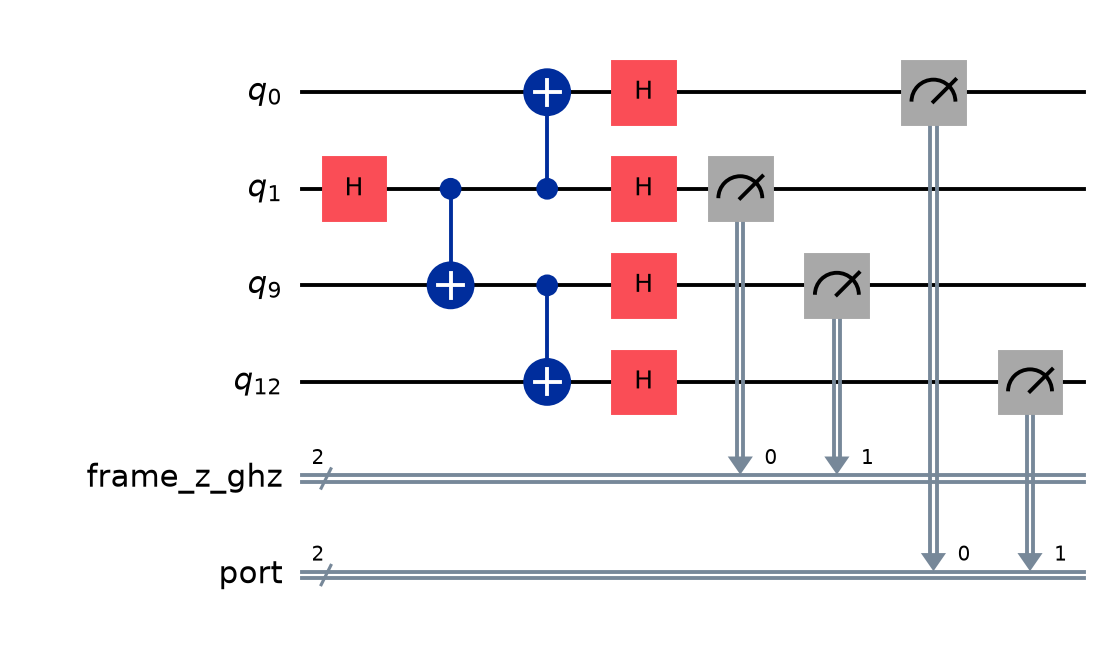 q0 H
q1 H H
q9 H
q12 H
frame_z_ghz 2 0 1
port 2 0 1